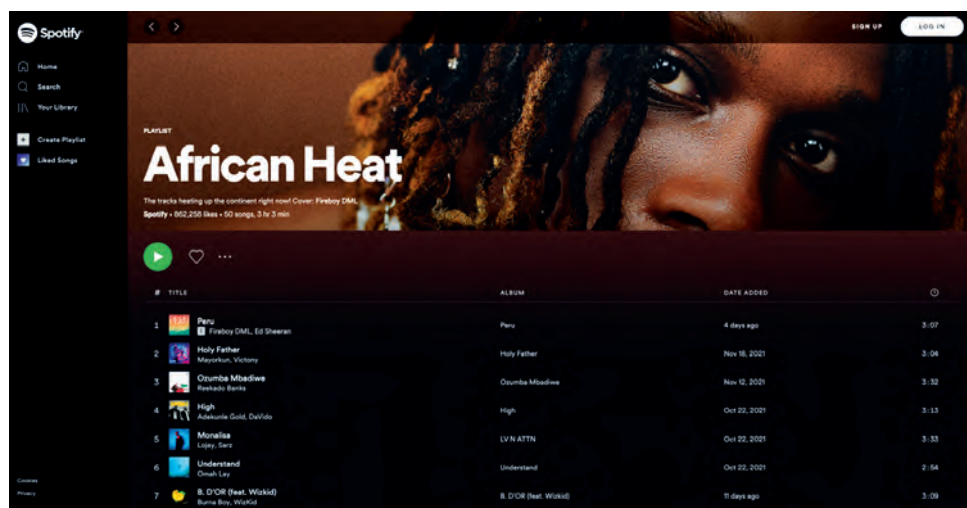 Spotify
SIGN UP
LOG IN
Home
Search
Your Library
Create Playlist
Liked Songs
PLAYLIST
African Heat
The tracks heating up the continent right now! Cover: Fireboy DML
Spotify • 862,258 likes • 50 songs, 3 hr 3 min
# TITLE ALBUM DATE ADDED
1 Peru Peru 4 days ago 3:07
E Fireboy DML, Ed Sheeran
2 Holy Father Holy Father Nov 18, 2021 3:04
Mayorkun, Victony
3 Ozumba Mbadiwe Ozumba Mbadiwe Nov 12, 2021 3:32
Reekado Banks
4 High High Oct 22, 2021 3:13
Adekunle Gold, DaVido
5 Monalisa LV N ATTN Oct 22, 2021 3:33
Lojay, Sarz
6 Understand Understand Oct 22, 2021 2:54
Omah Lay
7 B. D'OR (feat. Wizkid) B. D'OR (feat. Wizkid) 11 days ago 3:09
Burna Boy, WizKid
Cookies
Privacy